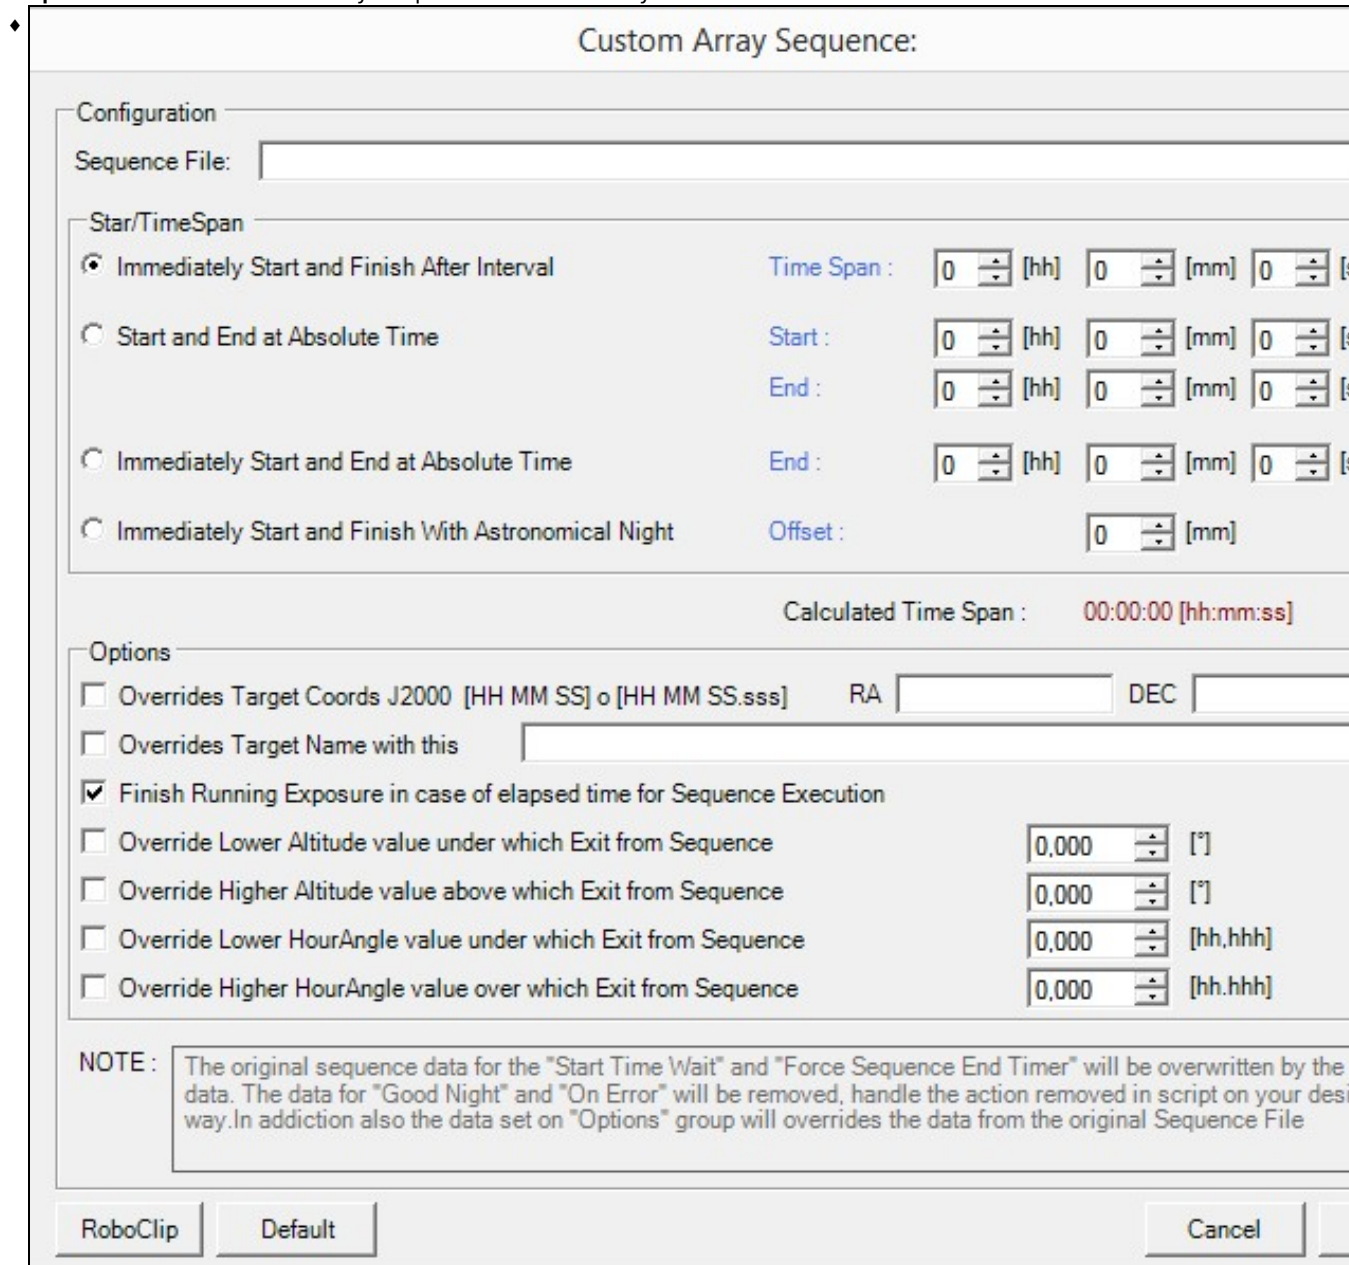 Custom Array Sequence:
Configuration
Sequence File:
Star/TimeSpan
Immediately Start and Finish After Interval Time Span : 0 [hh] 0 [mm] 0
Start and End at Absolute Time Start : 0 [hh] 0 [mm] 0
End : 0 [hh] 0 [mm] 0
Immediately Start and End at Absolute Time End : 0 [hh] 0 [mm] 0
Immediately Start and Finish With Astronomical Night Offset : 0 [mm]
Calculated Time Span : 00:00:00 [hh:mm:ss]
Options
Overrides Target Coords J2000 [HH MM SS] o [HH MM SS.sss] RA DEC
Overrides Target Name with this
Finish Running Exposure in case of elapsed time for Sequence Execution
Override Lower Altitude value under which Exit from Sequence 0,000 [°]
Override Higher Altitude value above which Exit from Sequence 0,000 [°]
Override Lower HourAngle value under which Exit from Sequence 0,000 [hh,hhh]
Override Higher HourAngle value over which Exit from Sequence 0,000 [hh.hhh]
NOTE : The original sequence data for the "Start Time Wait" and "Force Sequence End Timer" will be overwritten by the
data. The data for "Good Night" and "On Error" will be removed, handle the action removed in script on your desi
way.In addiction also the data set on "Options" group will overrides the data from the original Sequence File
RoboClip Default Cancel